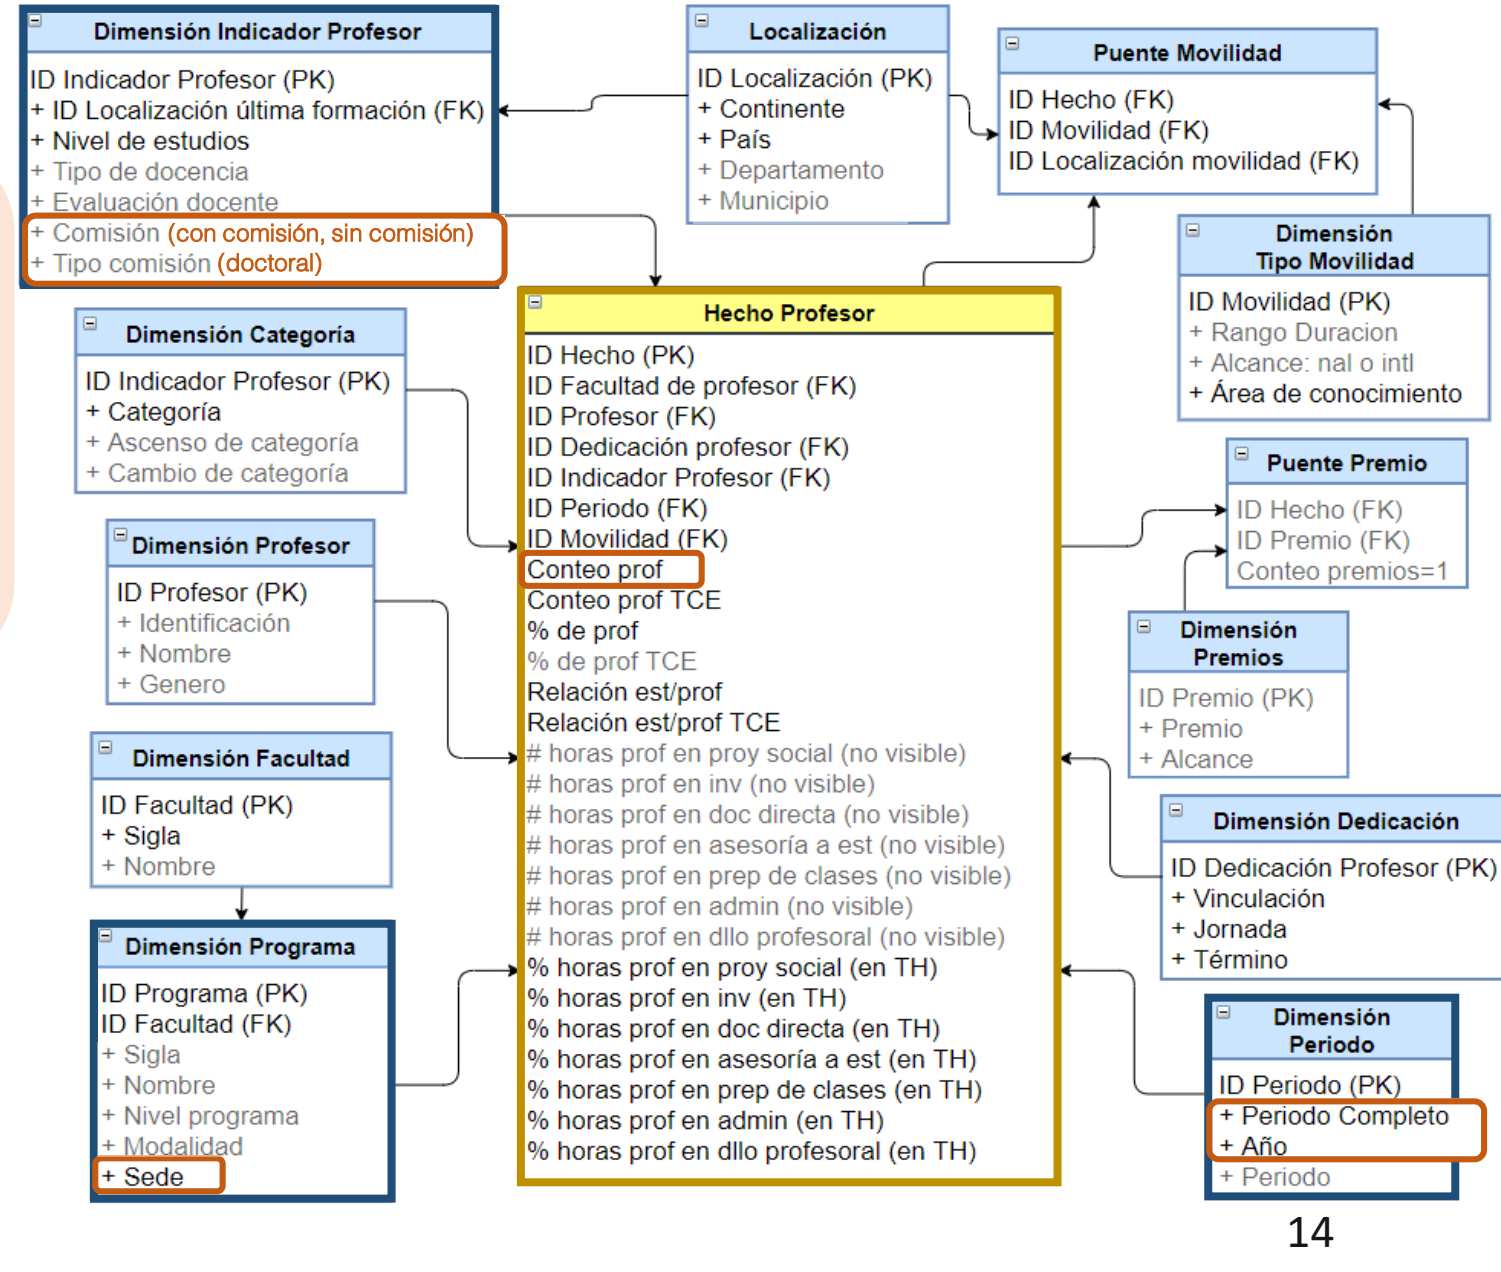 Dimensión Indicador Profesor
ID Indicador Profesor (PK)
+ ID Localización última formación (FK)
+ Nivel de estudios
+ Tipo de docencia
+ Evaluación docente
+ Comisión (con comisión, sin comisión)
+ Tipo comisión (doctoral)
Localización
ID Localización (PK)
+ Continente
+ País
+ Departamento
+ Municipio
Puente Movilidad
ID Hecho (FK)
ID Movilidad (FK)
ID Localización movilidad (FK)
Dimensión
Tipo Movilidad
ID Movilidad (PK)
+ Rango Duracion
+ Alcance: nal o intl
+ Área de conocimiento
Dimensión Categoría
ID Indicador Profesor (PK)
+ Categoría
+ Ascenso de categoría
+ Cambio de categoría
Hecho Profesor
ID Hecho (PK)
ID Facultad de profesor (FK)
ID Profesor (FK)
ID Dedicación profesor (FK)
ID Indicador Profesor (FK)
ID Periodo (FK)
ID Movilidad (FK)
Conteo prof
Conteo prof TCE
% de prof
% de prof TCE
Relación est/prof
Relación est/prof TCE
# horas prof en proy social (no visible)
# horas prof en inv (no visible)
# horas prof en doc directa (no visible)
# horas prof en asesoría a est (no visible)
# horas prof en prep de clases (no visible)
# horas prof en admin (no visible)
# horas prof en dllo profesoral (no visible)
% horas prof en proy social (en TH)
% horas prof en inv (en TH)
% horas prof en doc directa (en TH)
% horas prof en asesoría a est (en TH)
% horas prof en prep de clases (en TH)
% horas prof en admin (en TH)
% horas prof en dllo profesoral (en TH)
Puente Premio
ID Hecho (FK)
ID Premio (FK)
Conteo premios=1
Dimensión Profesor
ID Profesor (PK)
+ Identificación
+ Nombre
+ Genero
Dimensión
Premios
ID Premio (PK)
+ Premio
+ Alcance
Dimensión Facultad
ID Facultad (PK)
+ Sigla
+ Nombre
Dimensión Dedicación
ID Dedicación Profesor (PK)
+ Vinculación
+ Jornada
+ Término
Dimensión Programa
ID Programa (PK)
ID Facultad (FK)
+ Sigla
+ Nombre
+ Nivel programa
+ Modalidad
+ Sede
Dimensión
Periodo
ID Periodo (PK)
+ Periodo Completo
+ Año
+ Periodo
14